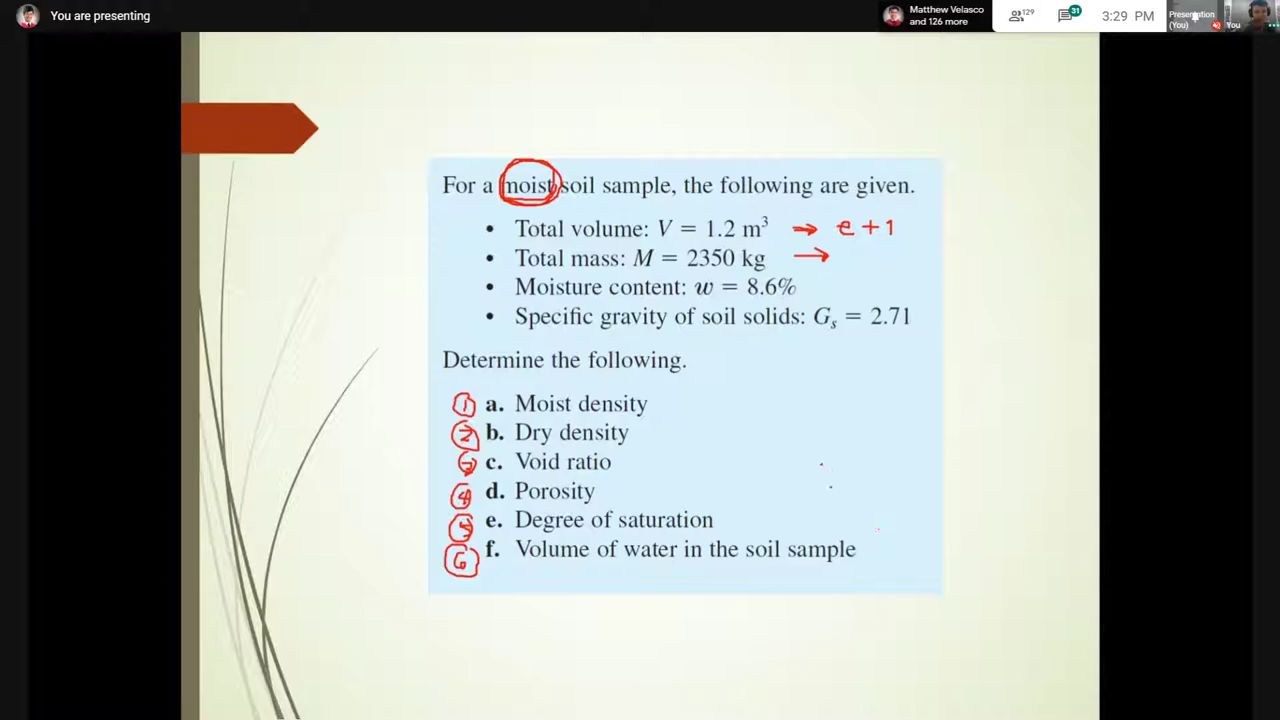 You are presenting
Matthew Velasco
and 126 more
129
31
3:29 PM
Presentation
(You)
You
For a moist soil sample, the following are given.
• Total volume: V = 1.2 m³ → e + 1
• Total mass: M = 2350 kg →
• Moisture content: w = 8.6%
• Specific gravity of soil solids: Gₛ = 2.71
Determine the following.
1 a. Moist density
2 b. Dry density
3 c. Void ratio
4 d. Porosity
5 e. Degree of saturation
6 f. Volume of water in the soil sample